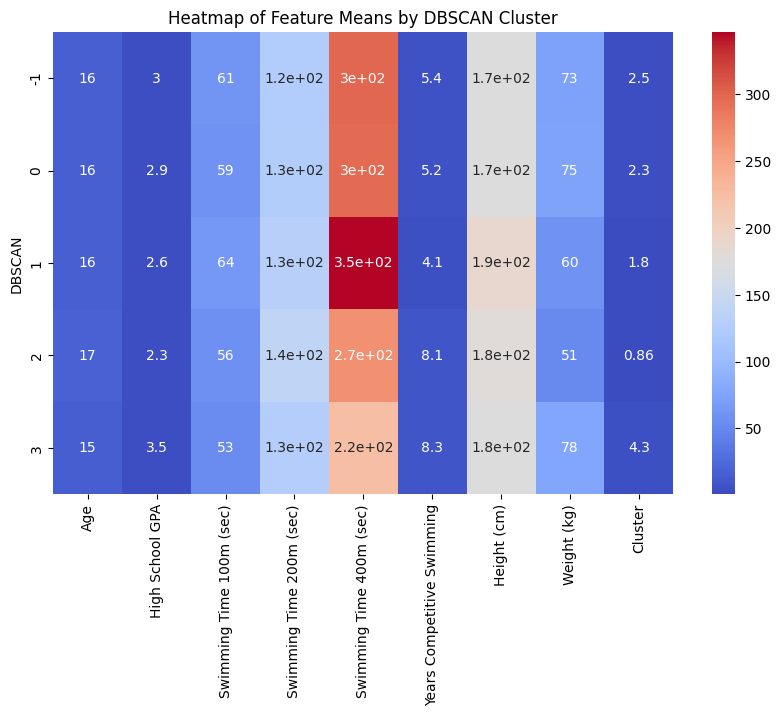 Heatmap of Feature Means by DBSCAN Cluster
-1 16 3 61 1.2e+02 3e+02 5.4 1.7e+02 73 2.5
0 16 2.9 59 1.3e+02 3e+02 5.2 1.7e+02 75 2.3
1 16 2.6 64 1.3e+02 3.5e+02 4.1 1.9e+02 60 1.8
2 17 2.3 56 1.4e+02 2.7e+02 8.1 1.8e+02 51 0.86
3 15 3.5 53 1.3e+02 2.2e+02 8.3 1.8e+02 78 4.3
DBSCAN
Age
High School GPA
Swimming Time 100m (sec)
Swimming Time 200m (sec)
Swimming Time 400m (sec)
Years Competitive Swimming
Height (cm)
Weight (kg)
Cluster
300
250
200
150
100
50